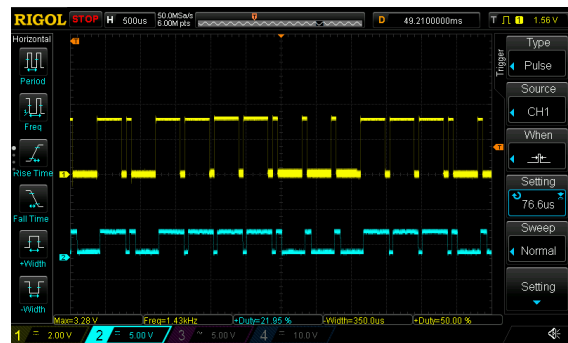 RIGOL STOP H 500us 50.0MSa/s 6.00M pts D 49.2100000ms T 1 1.56 V
Horizontal
Period
Freq
Rise Time
Fall Time
+Width
-Width
Trigger
Type
Pulse
Source
CH1
When
Setting
76.6us
Sweep
Normal
Setting
T
T
1
2
Max=3.28 V Freq=1.43kHz +Duty=21.95 % -Width=350.0us +Duty=50.00 %
1 = 2.00 V 2 = 5.00 V 3 ~ 5.00 V 4 = 10.0 V